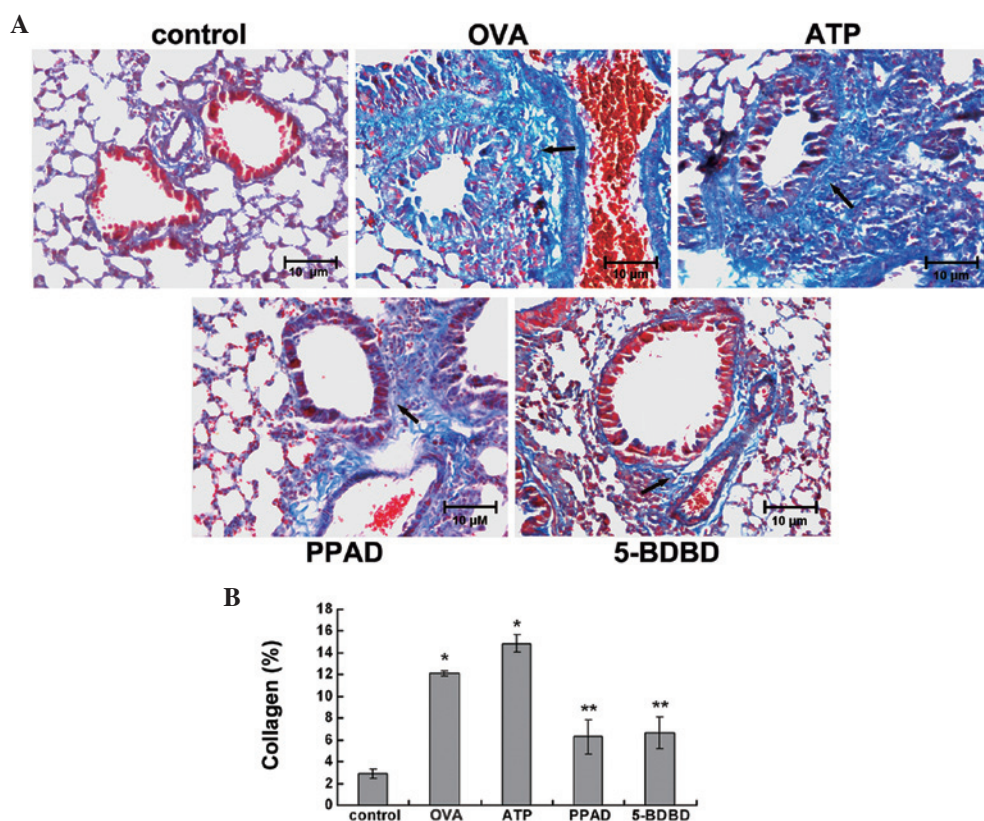 A
control OVA ATP
10 µm 10 µm 10 µm
10 µM 10 µm
PPAD 5-BDBD
B
Collagen (%)
18
16
14
12
10
8
6
4
2
0
* * ** **
control OVA ATP PPAD 5-BDBD